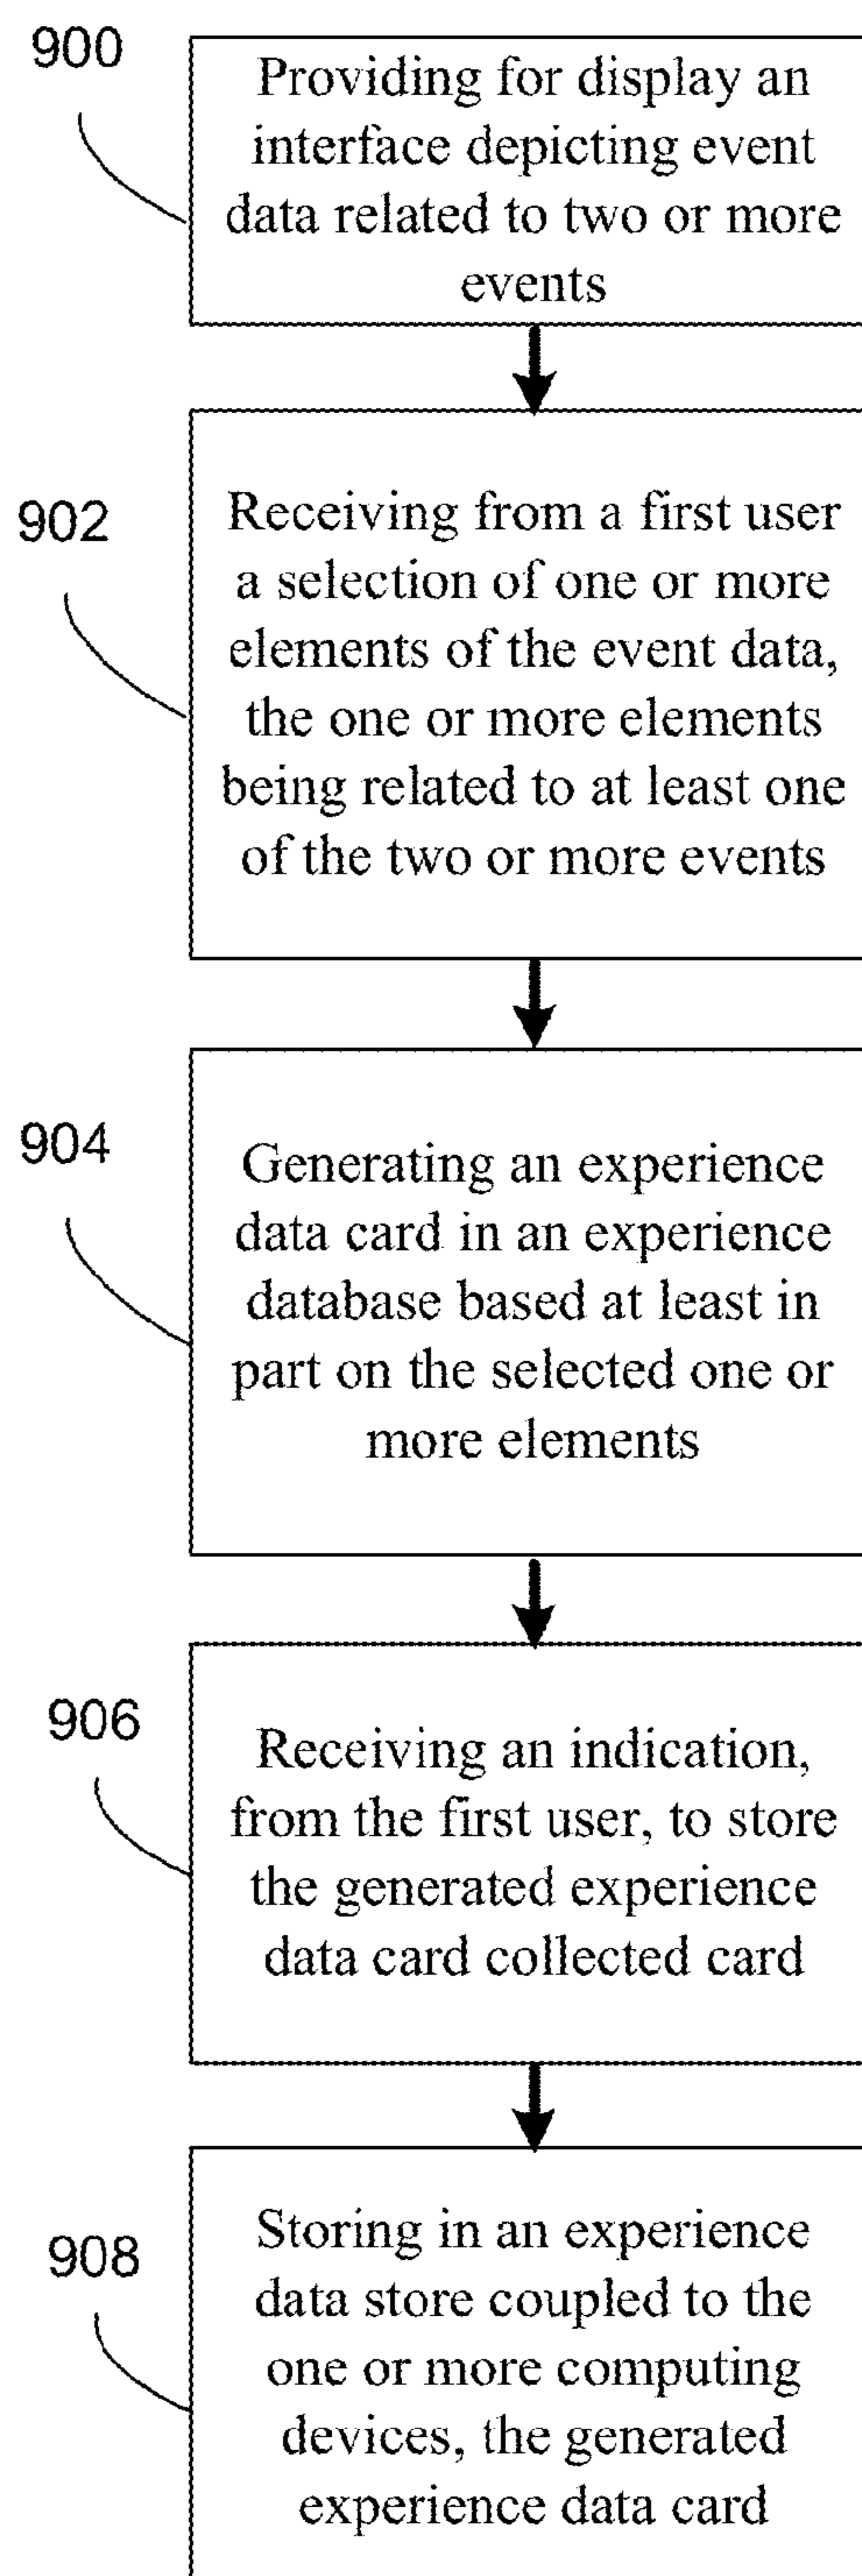 900
Providing for display an
interface depicting event
data related to two or more
events
902
Receiving from a first user
a selection of one or more
elements of the event data,
the one or more elements
being related to at least one
of the two or more events
904
Generating an experience
data card in an experience
database based at least in
part on the selected one or
more elements
906
Receiving an indication,
from the first user, to store
the generated experience
data card collected card
908
Storing in an experience
data store coupled to the
one or more computing
devices, the generated
experience data card